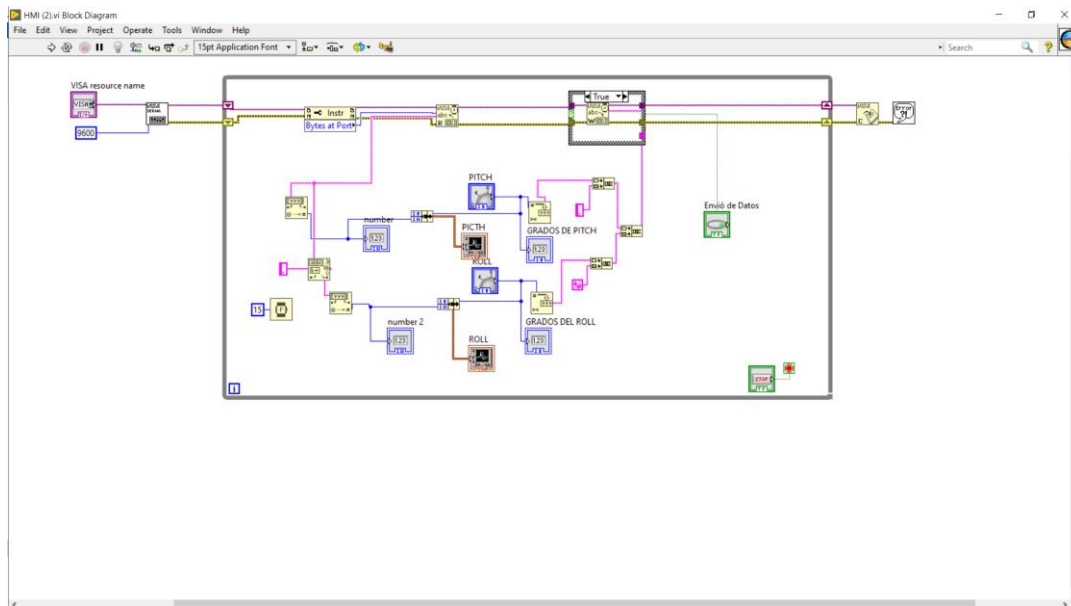 HMI (2).vi Block Diagram
File Edit View Project Operate Tools Window Help
15pt Application Font
Search
VISA resource name
9600
Instr
Bytes at Port
True
PITCH
number
PICTH
GRADOS DE PITCH
Envió de Datos
ROLL
15
number 2
GRADOS DEL ROLL
ROLL
STOP
i